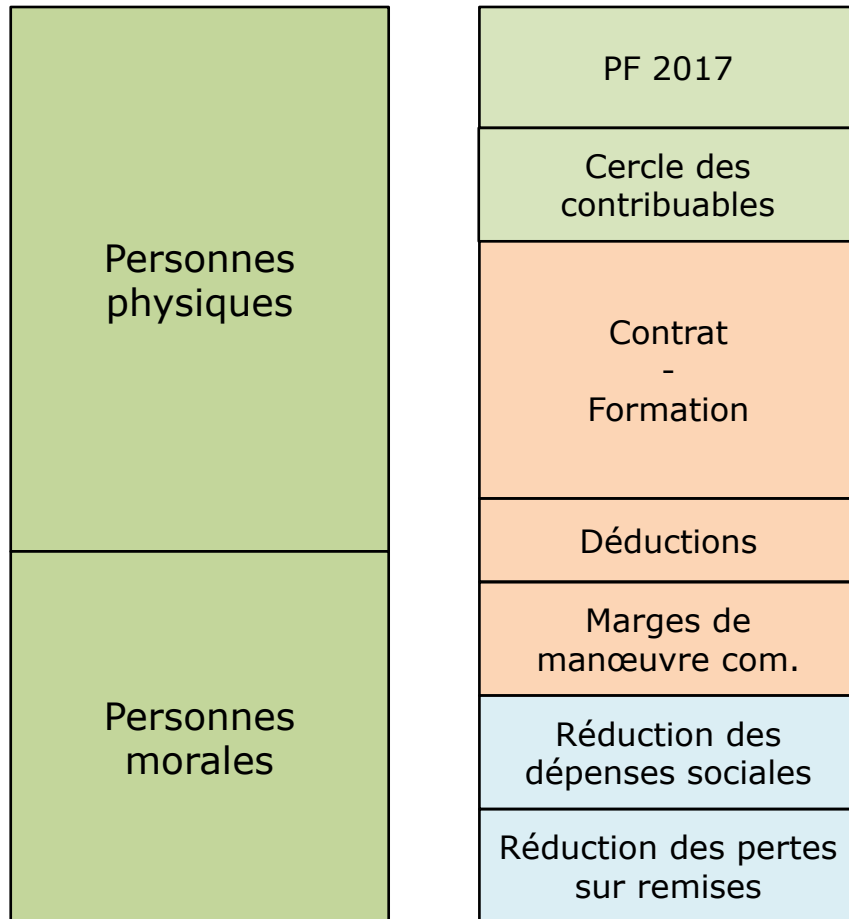 Personnes
physiques
Personnes
morales
PF 2017
Cercle des
contribuables
Contrat
-
Formation
Déductions
Marges de
manœuvre com.
Réduction des
dépenses sociales
Réduction des pertes
sur remises